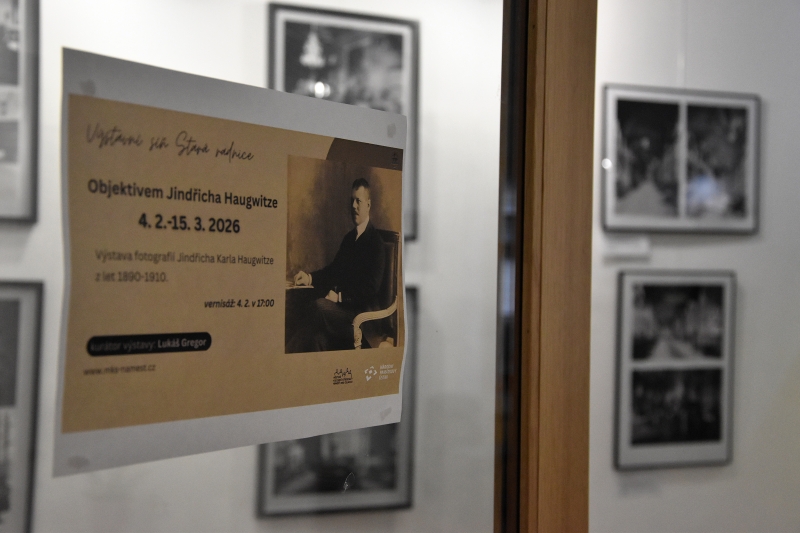 Výstavní síň Stará radnice
Objektivem Jindřicha Haugwitze
4. 2.-15. 3. 2026
Výstava fotografií Jindřicha Karla Haugwitze
z let 1890-1910.
vernisáž: 4. 2. v 17:00
kurátor výstavy: Lukáš Gregor
www.mks-namest.cz